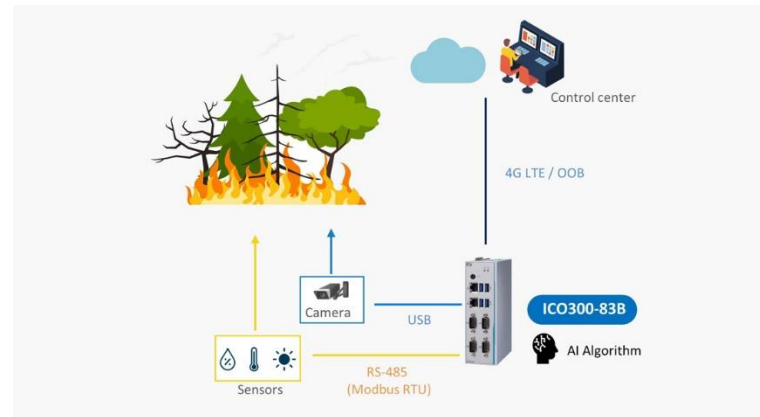 Control center
4G LTE / OOB
Camera
USB
ICO300-83B
AI Algorithm
Sensors
RS-485
(Modbus RTU)